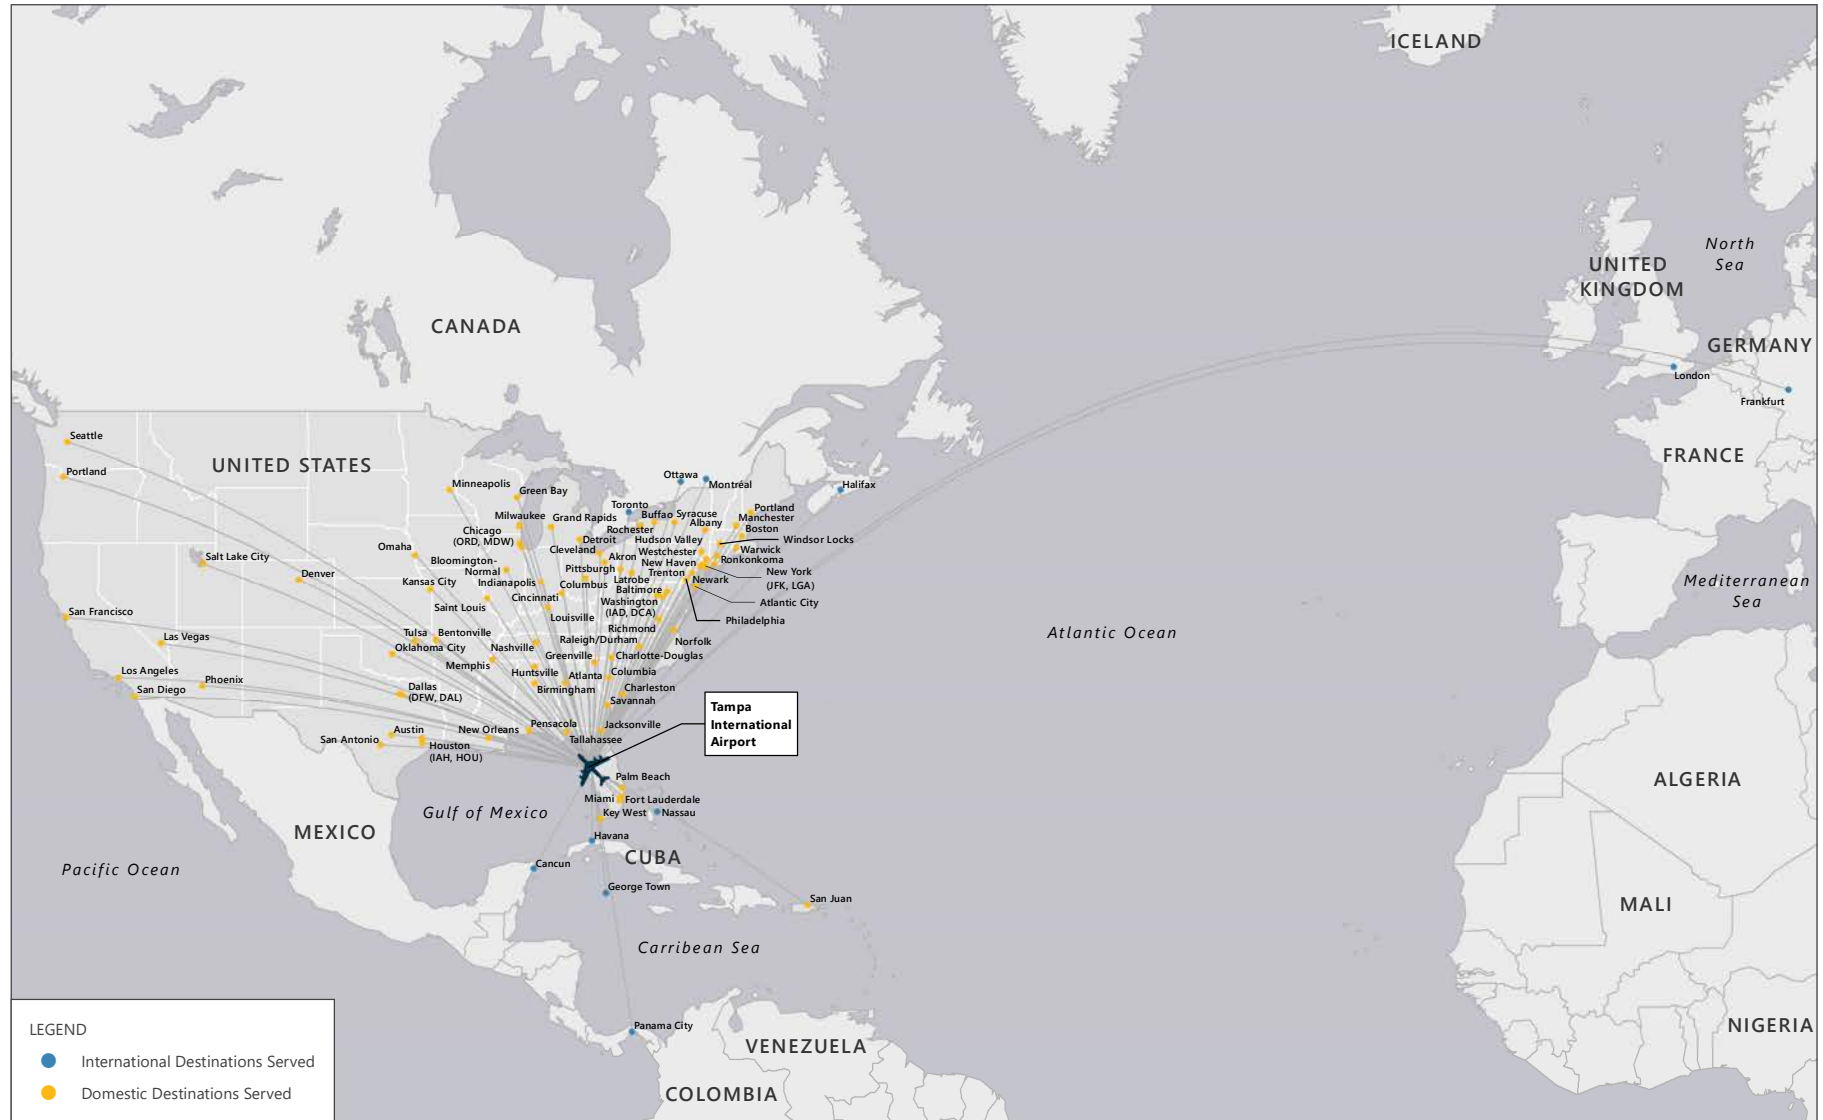 ICELAND
North
Sea
UNITED
KINGDOM
CANADA
GERMANY
London
Frankfurt
FRANCE
Seattle
UNITED STATES
Portland
Ottawa
Montréal
Halifax
Minneapolis
Green Bay
Toronto
Portland
Milwaukee
Grand Rapids
Buffao
Syracuse
Manchester
Rochester
Albany
Boston
Chicago
(ORD, MDW)
Detroit
Hudson Valley
Windsor Locks
Omaha
Cleveland
Westchester
Warwick
Salt Lake City
Bloomington-
Normal
Akron
New Haven
Ronkonkoma
Denver
Pittsburgh
Trenton
New York
(JFK, LGA)
Kansas City
Indianapolis
Columbus
Latrobe
Newark
Baltimore
Cincinnati
Washington
(IAD, DCA)
Atlantic City
Saint Louis
Louisville
Philadelphia
San Francisco
Richmond
Mediterranean
Sea
Atlantic Ocean
Las Vegas
Tulsa
Bentonville
Raleigh/Durham
Norfolk
Oklahoma City
Nashville
Greenville
Charlotte-Douglas
Memphis
Los Angeles
Phoenix
Huntsville
Atlanta
Columbia
San Diego
Dallas
(DFW, DAL)
Birmingham
Charleston
Savannah
Tampa
International
Airport
Austin
New Orleans
Pensacola
Jacksonville
San Antonio
Houston
(IAH, HOU)
Tallahassee
Palm Beach
ALGERIA
Miami
Fort Lauderdale
Gulf of Mexico
Key West
Nassau
MEXICO
Havana
CUBA
Pacific Ocean
Cancun
George Town
San Juan
MALI
Carribean Sea
Panama City
NIGERIA
VENEZUELA
COLOMBIA
LEGEND
International Destinations Served
Domestic Destinations Served